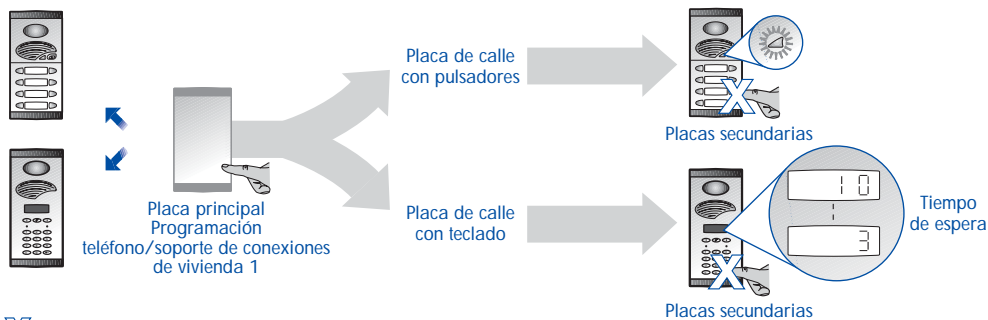 Placa de calle
con pulsadores
Placas secundarias
Placa principal
Programación
teléfono/soporte de conexiones
de vivienda 1
Placa de calle
con teclado
10
3
Tiempo
de espera
Placas secundarias